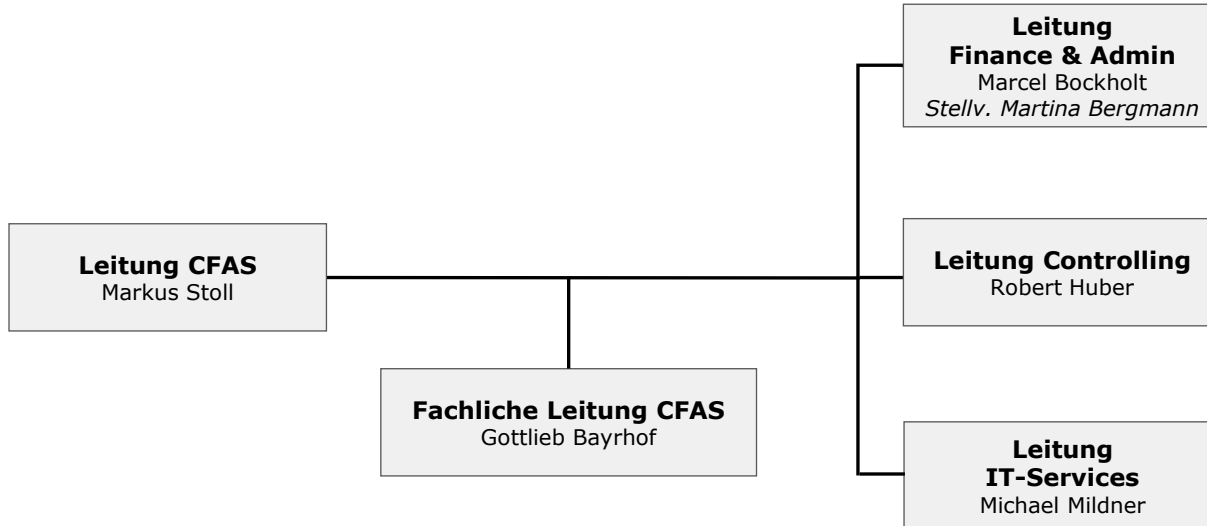 Leitung
Finance & Admin
Marcel Bockholt
Stellv. Martina Bergmann
Leitung CFAS
Markus Stoll
Leitung Controlling
Robert Huber
Fachliche Leitung CFAS
Gottlieb Bayrhof
Leitung
IT-Services
Michael Mildner